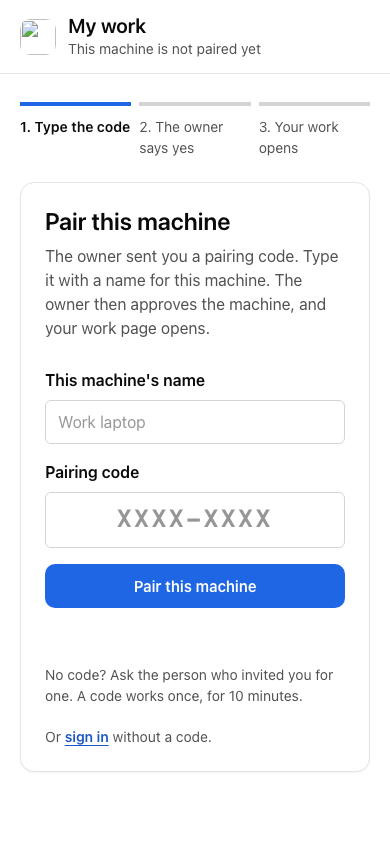 My work
This machine is not paired yet
1. Type the code
2. The owner
says yes
3. Your work
opens
Pair this machine
The owner sent you a pairing code. Type
it with a name for this machine. The
owner then approves the machine, and
your work page opens.
This machine's name
Work laptop
Pairing code
XXXX–XXXX
Pair this machine
No code? Ask the person who invited you for
one. A code works once, for 10 minutes.
Or sign in without a code.